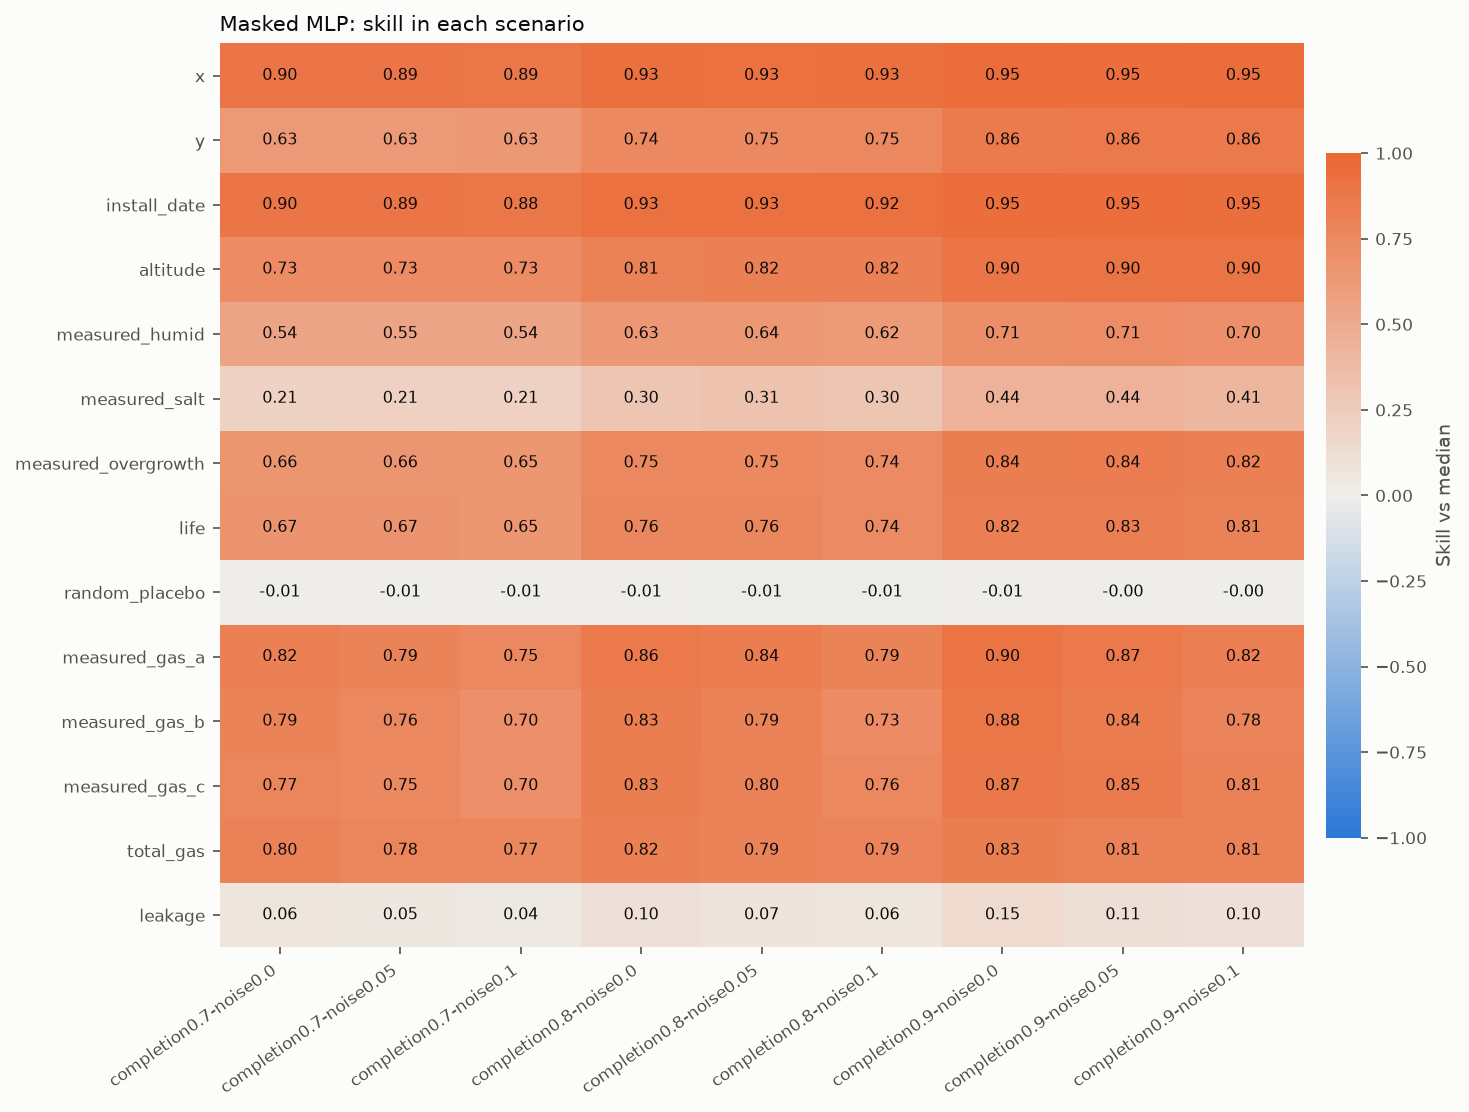 Masked MLP: skill in each scenario
x 0.90 0.89 0.89 0.93 0.93 0.93 0.95 0.95 0.95
y 0.63 0.63 0.63 0.74 0.75 0.75 0.86 0.86 0.86
install_date 0.90 0.89 0.88 0.93 0.93 0.92 0.95 0.95 0.95
altitude 0.73 0.73 0.73 0.81 0.82 0.82 0.90 0.90 0.90
measured_humid 0.54 0.55 0.54 0.63 0.64 0.62 0.71 0.71 0.70
measured_salt 0.21 0.21 0.21 0.30 0.31 0.30 0.44 0.44 0.41
measured_overgrowth 0.66 0.66 0.65 0.75 0.75 0.74 0.84 0.84 0.82
life 0.67 0.67 0.65 0.76 0.76 0.74 0.82 0.83 0.81
random_placebo -0.01 -0.01 -0.01 -0.01 -0.01 -0.01 -0.01 -0.00 -0.00
measured_gas_a 0.82 0.79 0.75 0.86 0.84 0.79 0.90 0.87 0.82
measured_gas_b 0.79 0.76 0.70 0.83 0.79 0.73 0.88 0.84 0.78
measured_gas_c 0.77 0.75 0.70 0.83 0.80 0.76 0.87 0.85 0.81
total_gas 0.80 0.78 0.77 0.82 0.79 0.79 0.83 0.81 0.81
leakage 0.06 0.05 0.04 0.10 0.07 0.06 0.15 0.11 0.10
completion0.7-noise0.0
completion0.7-noise0.05
completion0.7-noise0.1
completion0.8-noise0.0
completion0.8-noise0.05
completion0.8-noise0.1
completion0.9-noise0.0
completion0.9-noise0.05
completion0.9-noise0.1
1.00
0.75
0.50
0.25
0.00
−0.25
−0.50
−0.75
−1.00
Skill vs median